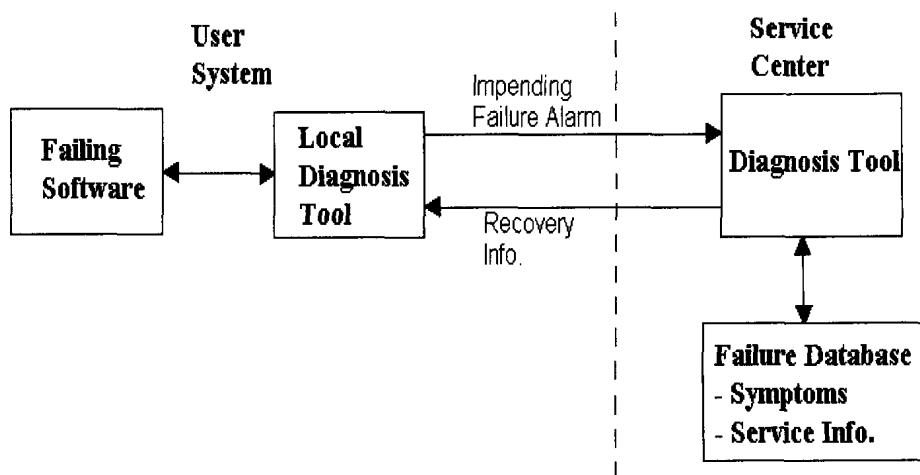 User
System
Service
Center
Failing
Software
Local
Diagnosis
Tool
Impending
Failure Alarm
Recovery
Info.
Diagnosis Tool
Failure Database
- Symptoms
- Service Info.